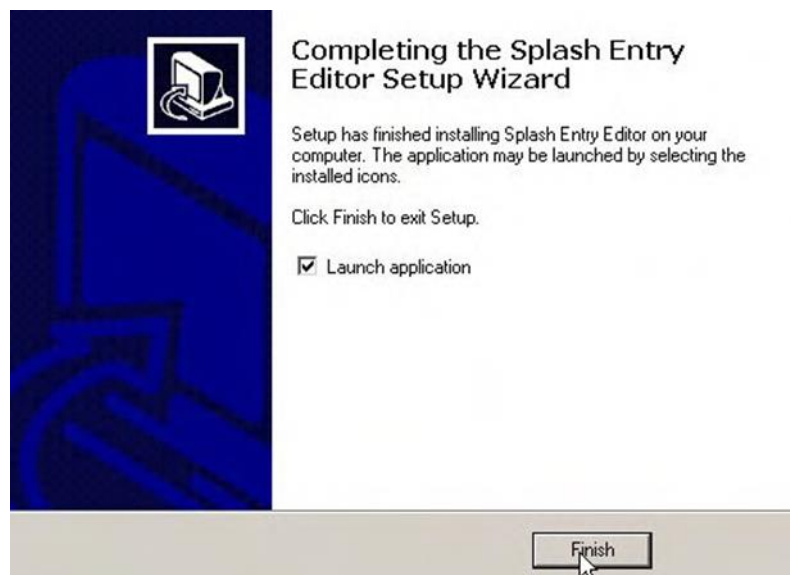 Completing the Splash Entry
Editor Setup Wizard
Setup has finished installing Splash Entry Editor on your
computer. The application may be launched by selecting the
installed icons.
Click Finish to exit Setup.
Launch application
Finish